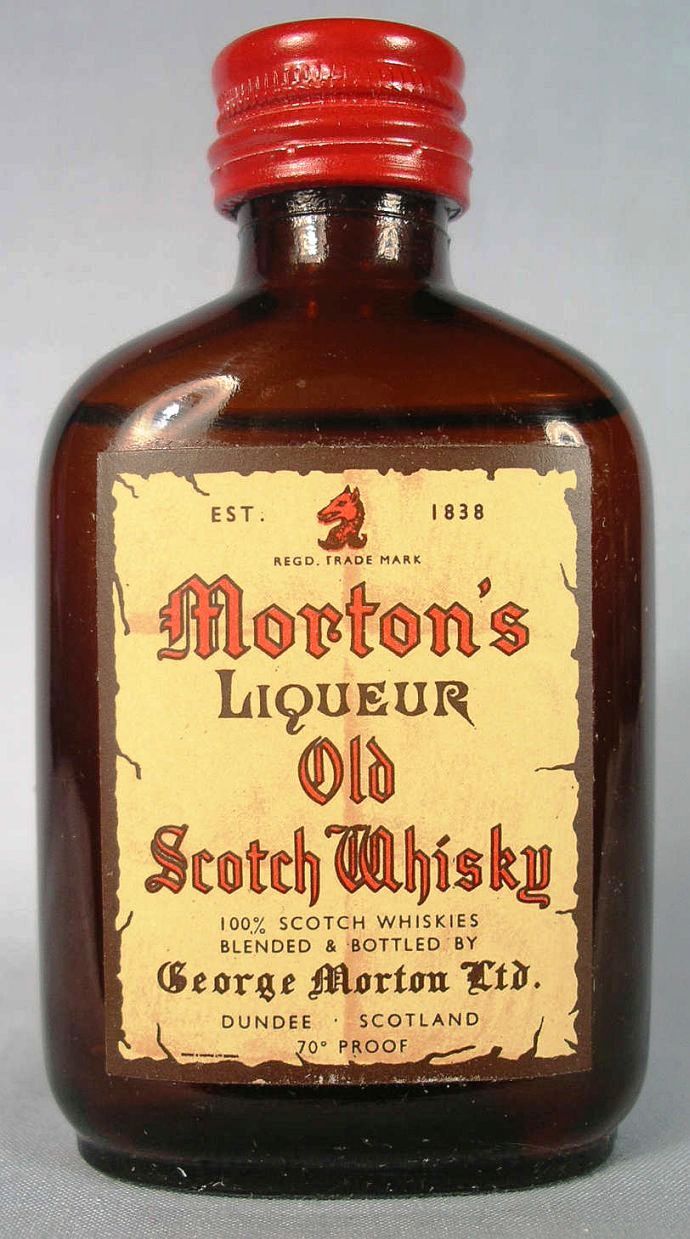 EST. 1838
REGD. TRADE MARK
Morton's
LIQUEUR
Old
Scotch Whisky
100% SCOTCH WHISKIES
BLENDED & BOTTLED BY
George Morton Ltd.
DUNDEE · SCOTLAND
70° PROOF